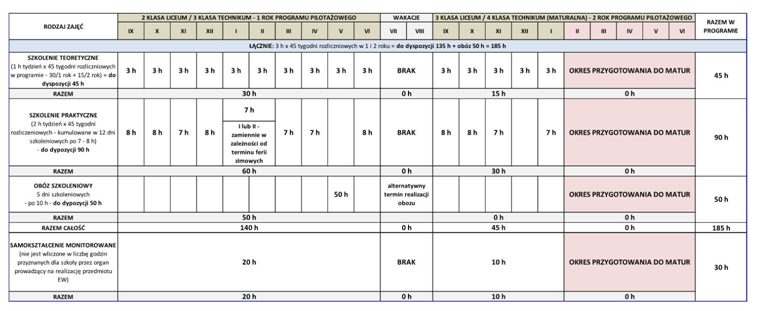 RODZAJ ZAJĘĆ 2 KLASA LICEUM / 3 KLASA TECHNIKUM - 1 ROK PROGRAMU PILOTAŻOWEGO WAKACJE 3 KLASA LICEUM / 4 KLASA TECHNIKUM (MATURALNA) - 2 ROK PROGRAMU PILOTAŻOWEGO RAZEM W PROGRAMIE
IX X XI XII I II III IV V VI VII VIII IX X XI XII I II III IV V VI
ŁĄCZNIE: 3 h x 45 tygodni rozliczniowych w 1 i 2 roku = do dyspozycji 135 h + obóz 50 h = 185 h
SZKOLENIE TEORETYCZNE
(1 h tydzień x 45 tygodni rozliczniowych
w programie - 30/1 rok + 15/2 rok) = do
dyspozycji 45 h
3 h 3 h 3 h 3 h 3 h 3 h 3 h 3 h 3 h 3 h BRAK 3 h 3 h 3 h 3 h 3 h OKRES PRZYGOTOWANIA DO MATUR 45 h
RAZEM 30 h 0 h 15 h 0 h
SZKOLENIE PRAKTYCZNE
(2 h tydzień x 45 tygodni
rozliczeniowych - kumulowane w 12 dni
szkoleniowych po 7 - 8 h)
- do dypozycji 90 h
8 h 8 h 7 h 8 h
7 h
I lub II -
zamiennie w
zależności od
terminu ferii
zimowych
7 h 7 h 8 h BRAK 8 h 8 h 7 h 7 h OKRES PRZYGOTOWANIA DO MATUR 90 h
RAZEM 60 h 0 h 30 h 0 h
OBÓZ SZKOLENIOWY
5 dni szkoleniowych
- po 10 h - do dypozycji 50 h
50 h
alternatywny
termin realizacji
obozu
OKRES PRZYGOTOWANIA DO MATUR 50 h
RAZEM 50 h 0 h 0 h
RAZEM CAŁOŚĆ 140 h 0 h 45 h 0 h 185 h
SAMOKSZTAŁCENIE MONITOROWANE
(nie jest wliczone w liczbę godzin
przyznanych dla szkoły przez organ
prowadzący na realizację przedmiotu
EW)
20 h BRAK 10 h OKRES PRZYGOTOWANIA DO MATUR 30 h
RAZEM 20 h 0 h 10 h 0 h